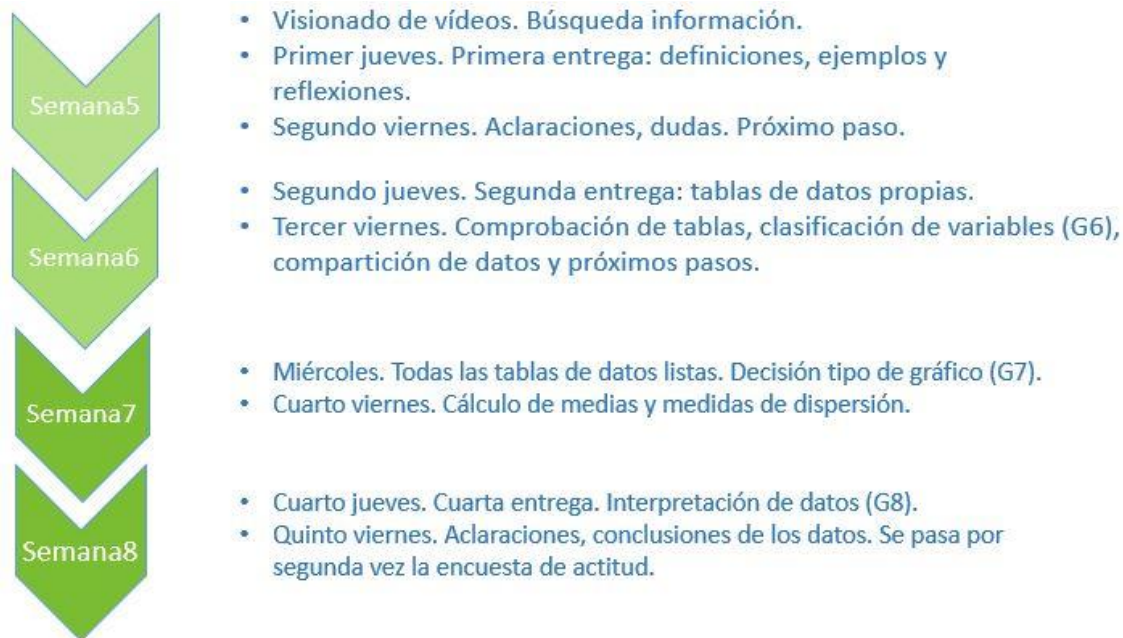 Semana5
• Visionado de vídeos. Búsqueda información.
• Primer jueves. Primera entrega: definiciones, ejemplos y
reflexiones.
• Segundo viernes. Aclaraciones, dudas. Próximo paso.
Semana6
• Segundo jueves. Segunda entrega: tablas de datos propias.
• Tercer viernes. Comprobación de tablas, clasificación de variables (G6),
compartición de datos y próximos pasos.
Semana7
• Miércoles. Todas las tablas de datos listas. Decisión tipo de gráfico (G7).
• Cuarto viernes. Cálculo de medias y medidas de dispersión.
Semana8
• Cuarto jueves. Cuarta entrega. Interpretación de datos (G8).
• Quinto viernes. Aclaraciones, conclusiones de los datos. Se pasa por
segunda vez la encuesta de actitud.